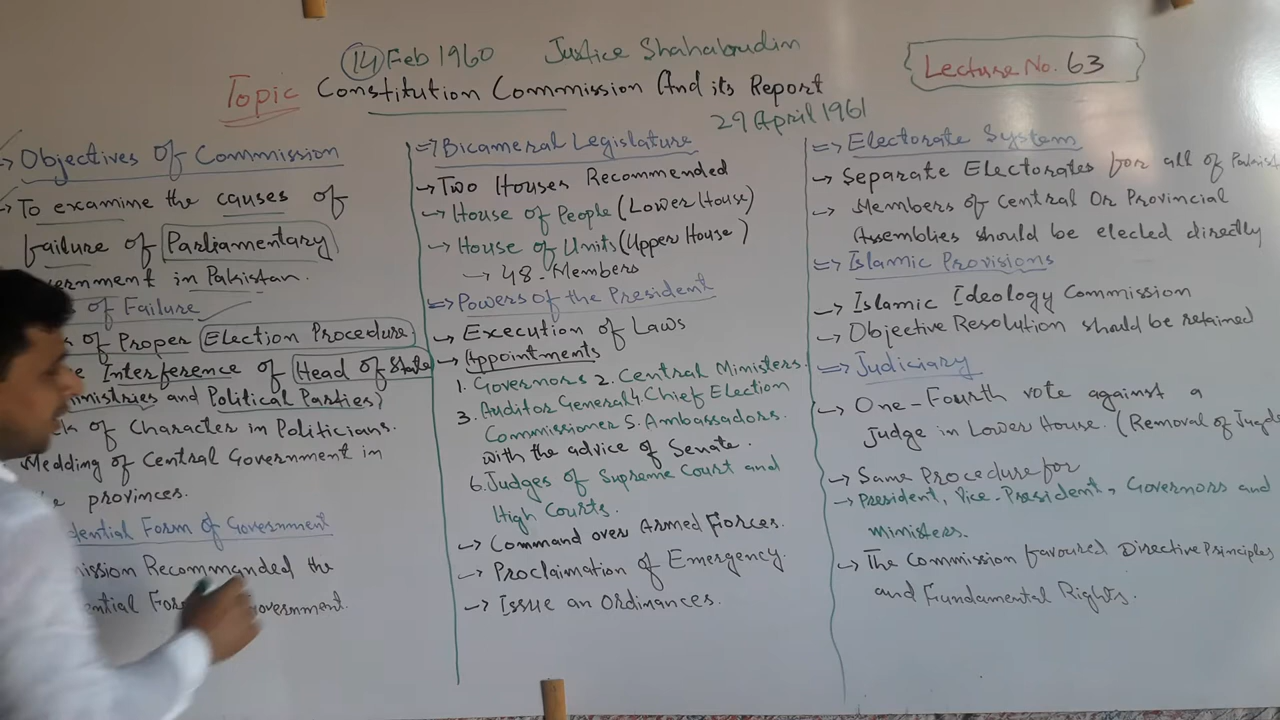 14 Feb 1960 Justice Shahabudin
Lecture No. 63
Topic Constitution Commission And its Report
29 April 1961
Objectives Of Commission
→ To examine the causes of
failure of Parliamentary
ernment in Pakistan.
of Failure
of Proper Election Procedure.
Interference of Head of State
ministries and Political Parties)
of Character in Politicians.
Medding of Central Government in
provinces.
dential Form of Government
ission Recommanded the
ential For overnment.
⇒ Bicameral Legislature
→ Two Houses Recommended
→ House of People (Lower House)
→ House of Units (Upper House)
→ 48-Members
⇒ Powers of the President
→ Execution of Laws
→ Appointments
1. Governors 2. Central Ministers.
3. Auditor General 4. Chief Election
Commissioner 5. Ambassadors.
with the advice of Senate.
6. Judges of Supreme Court and
High Courts.
→ Command over Armed Forces.
→ Proclaimation of Emergency.
→ Issue an Ordinances.
⇒ Electorate System
→ Separate Electorates for all of Pakist
→ Members of Central Or Provincial
Assemblies should be elected directly
⇒ Islamic Provisions
→ Islamic Ideology Commission
→ Objective Resolution should be retained
⇒ Judiciary
→ One-Fourth vote against a
Judge in Lower House. (Removal of
→ Same Procedure for
→ President, Vice-President, Governors and
ministers.
→ The Commission favoured Directive Principles
and Fundamental Rights.